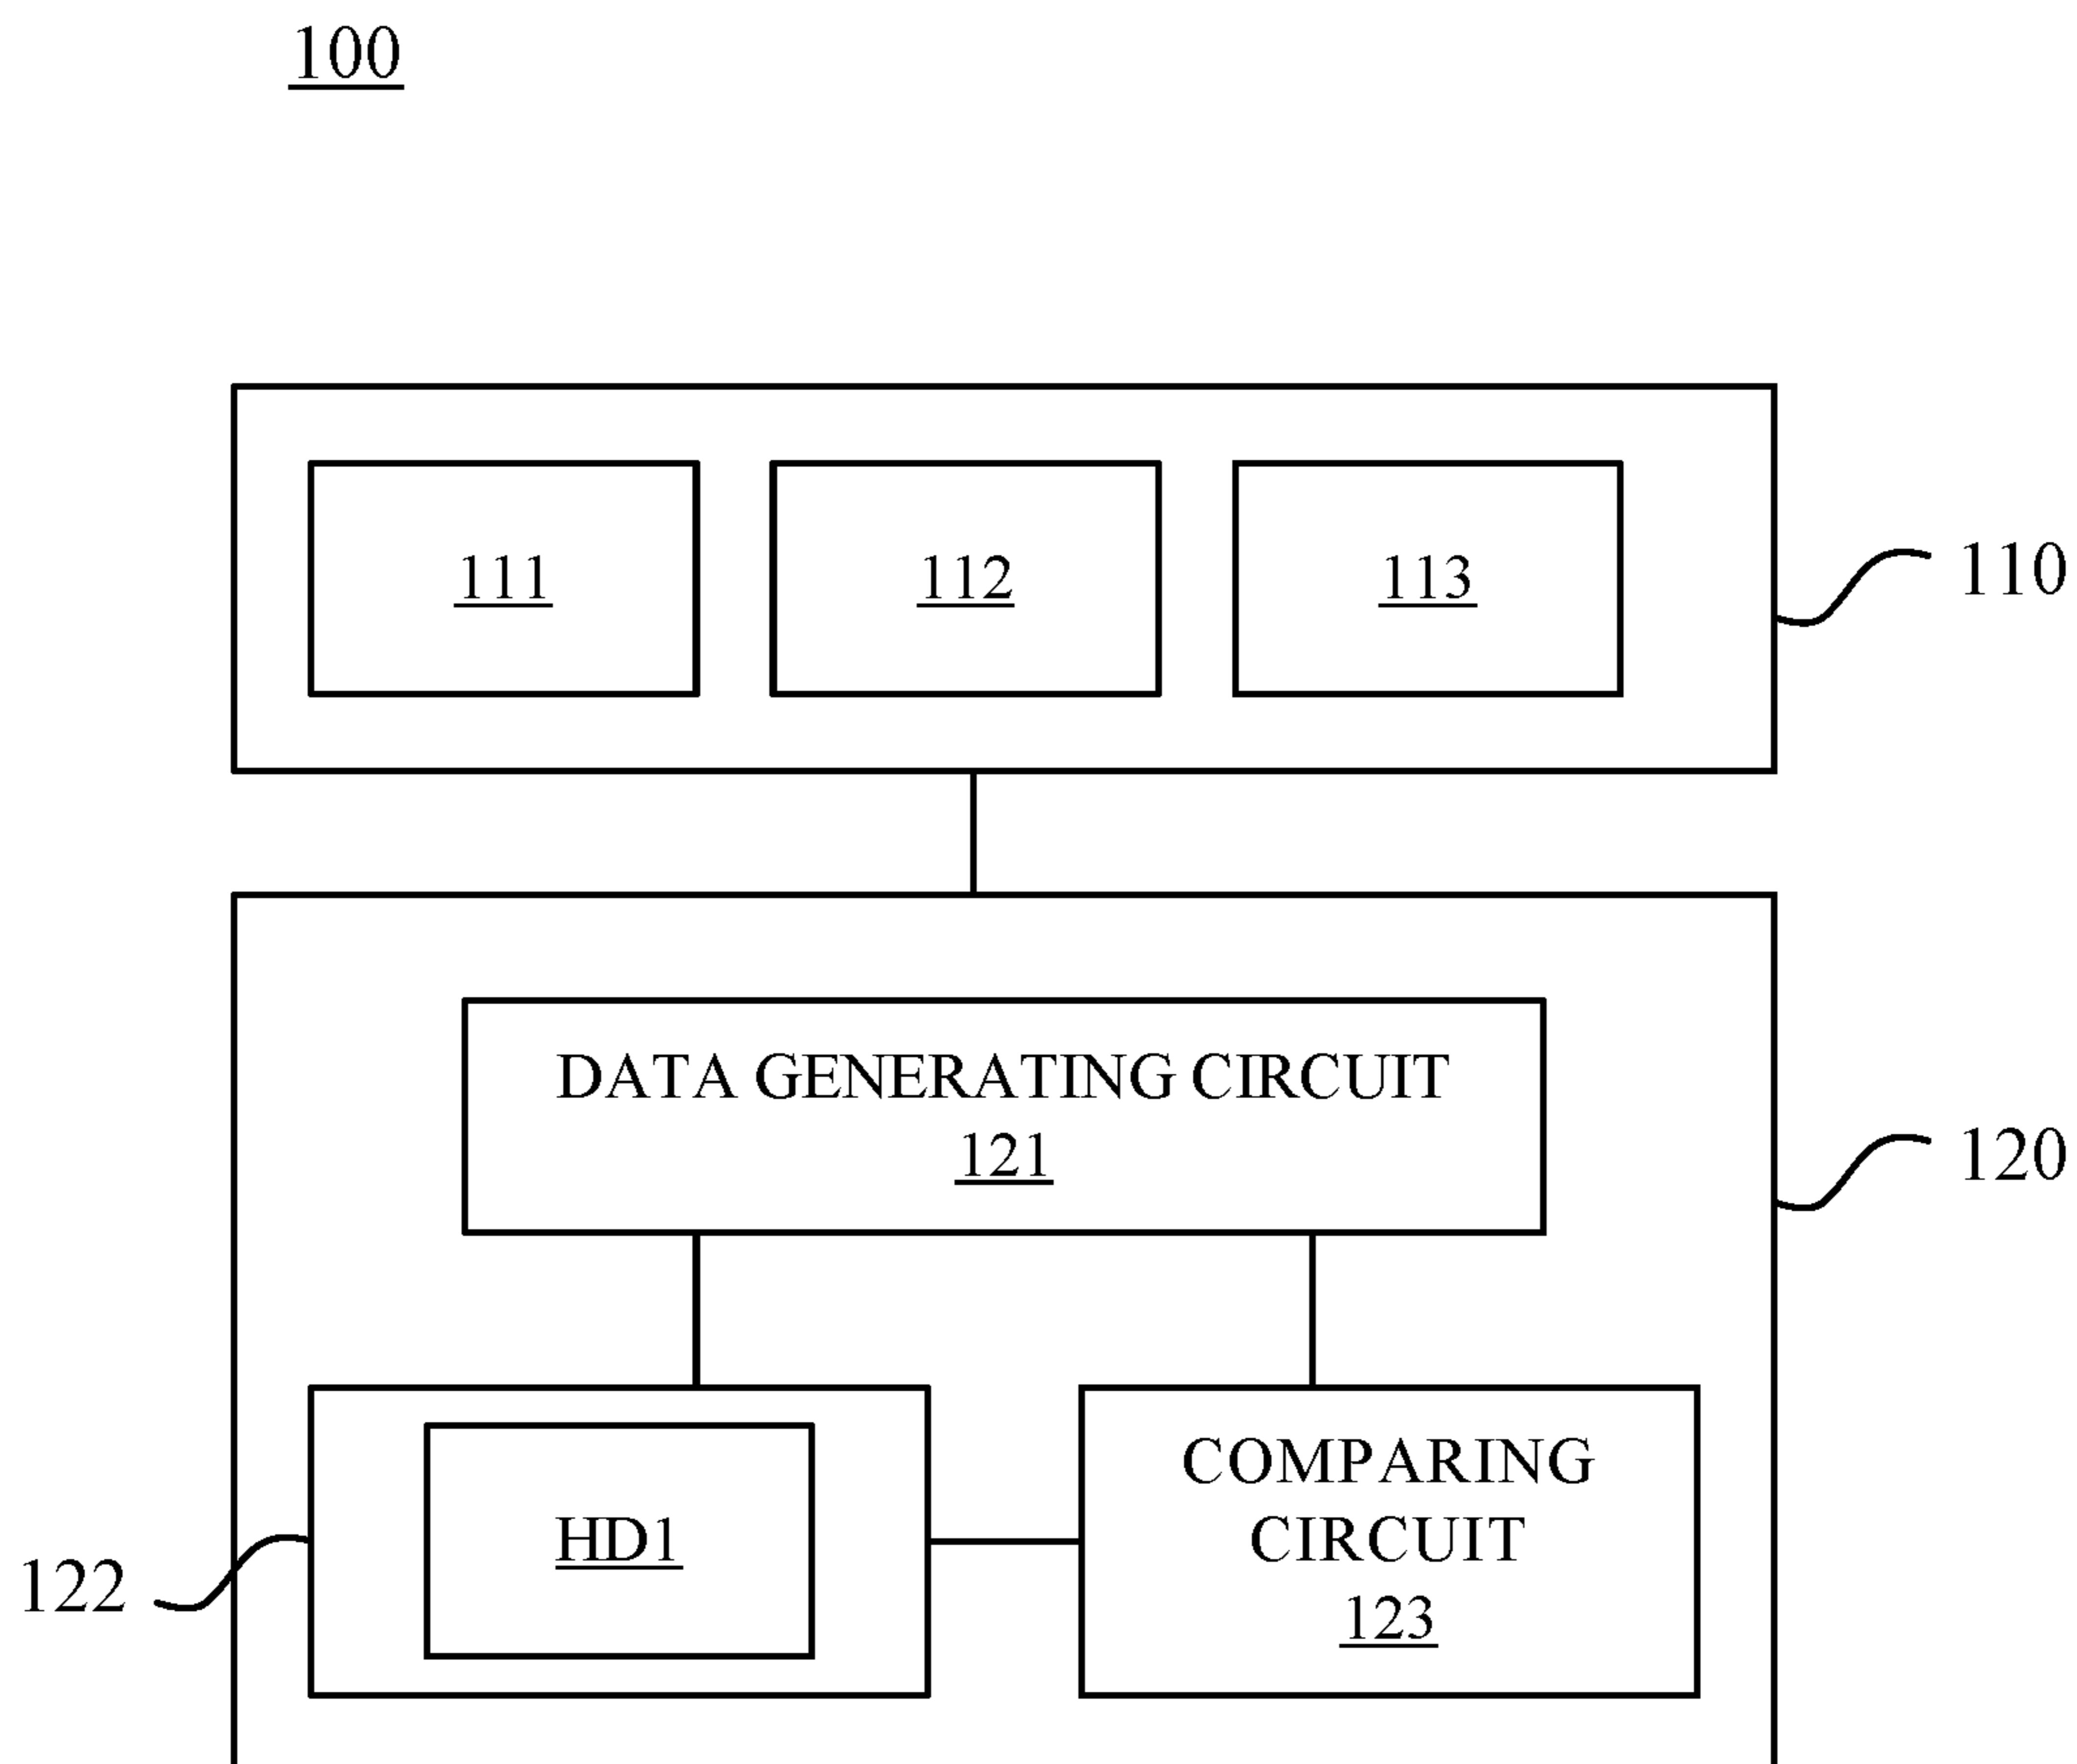 100
111
112
113
110
DATA GENERATING CIRCUIT
121
120
HD1
122
COMPARING
CIRCUIT
123